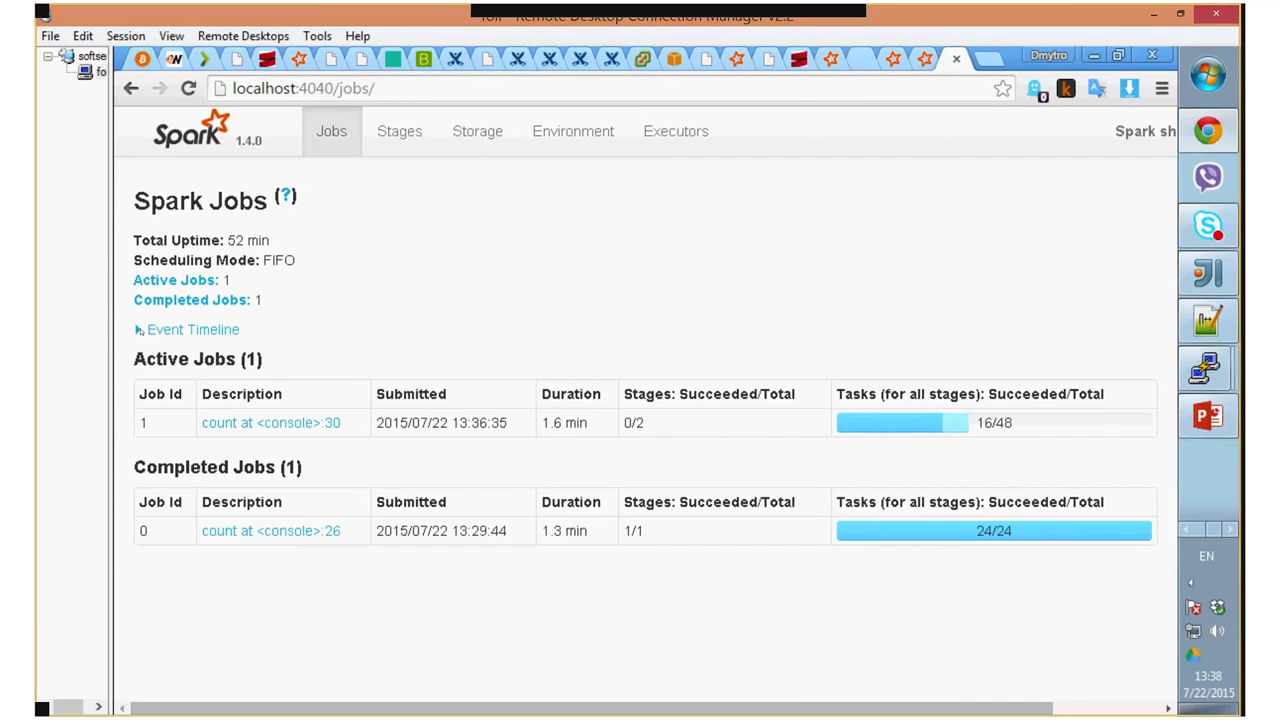 File Edit Session View Remote Desktops Tools Help
softse
fo
Dmytro
localhost:4040/jobs/
Spark 1.4.0 Jobs Stages Storage Environment Executors Spark sh
Spark Jobs (?)
Total Uptime: 52 min
Scheduling Mode: FIFO
Active Jobs: 1
Completed Jobs: 1
Event Timeline
Active Jobs (1)
Job Id Description Submitted Duration Stages: Succeeded/Total Tasks (for all stages): Succeeded/Total
1 count at <console>:30 2015/07/22 13:36:35 1.6 min 0/2 16/48
Completed Jobs (1)
Job Id Description Submitted Duration Stages: Succeeded/Total Tasks (for all stages): Succeeded/Total
0 count at <console>:26 2015/07/22 13:29:44 1.3 min 1/1 24/24
EN
13:38
7/22/2015